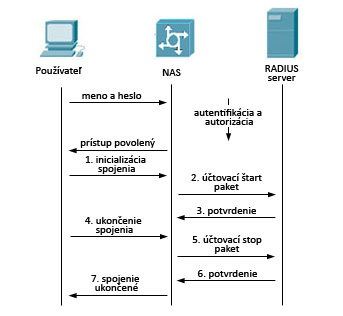 Používateľ
NAS
RADIUS
server
meno a heslo
autentifikácia a
autorizácia
prístup povolený
1. inicializácia
spojenia
2. účtovací štart
paket
3. potvrdenie
4. ukončenie
spojenia
5. účtovací stop
paket
6. potvrdenie
7. spojenie
ukončené